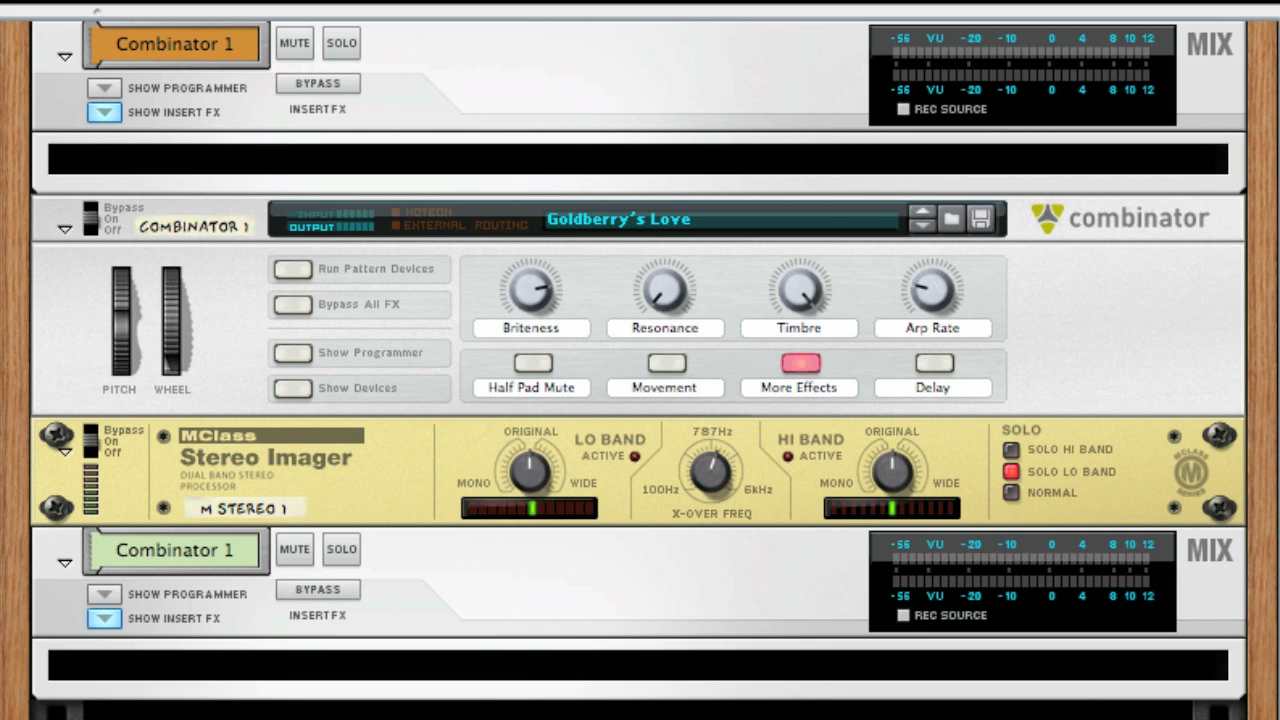 Combinator 1 MUTE SOLO
-56 VU -20 -10 0 4 8 10 12 MIX
BYPASS
SHOW PROGRAMMER
-56 VU -20 -10 0 4 8 10 12
SHOW INSERT FX INSERT FX REC SOURCE
Bypass
On
Off
COMBINATOR 1
INPUT NOTEON
OUTPUT EXTERNAL ROUTING
Goldberry's Love
combinator
Run Pattern Devices
Bypass All FX
Show Programmer
Show Devices
PITCH WHEEL
Briteness Resonance Timbre Arp Rate
Half Pad Mute Movement More Effects Delay
Bypass
On
Off
MClass
Stereo Imager
DUAL BAND STEREO
PROCESSOR
M STEREO 1
ORIGINAL
LO BAND
ACTIVE
MONO WIDE
787Hz
100Hz 6kHz
X-OVER FREQ
HI BAND
ACTIVE
ORIGINAL
MONO WIDE
SOLO
SOLO HI BAND
SOLO LO BAND
NORMAL
MCLASS
M
SERIES
Combinator 1 MUTE SOLO
-56 VU -20 -10 0 4 8 10 12 MIX
BYPASS
SHOW PROGRAMMER
-56 VU -20 -10 0 4 8 10 12
SHOW INSERT FX INSERT FX REC SOURCE